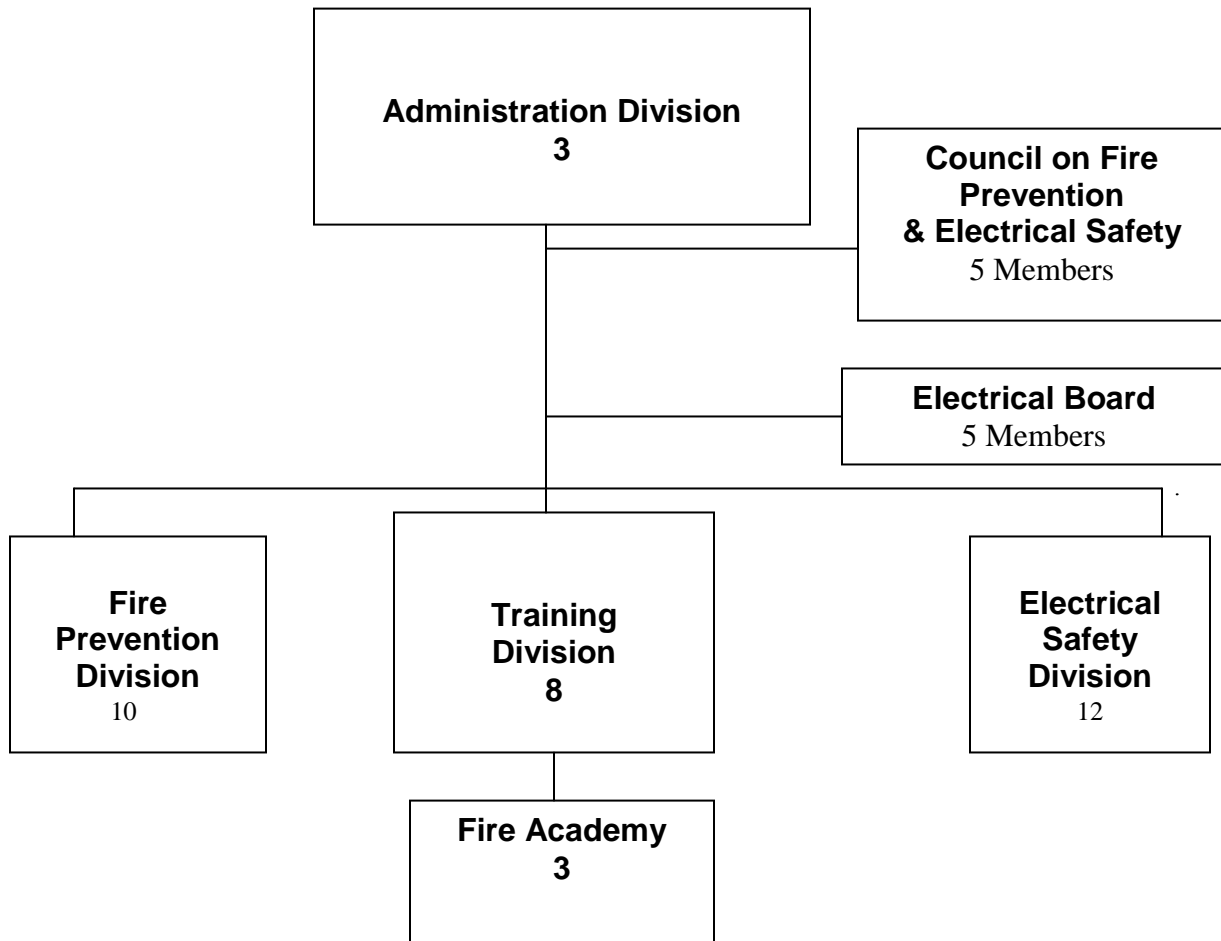 Administration Division
3
Council on Fire
Prevention
& Electrical Safety
5 Members
Electrical Board
5 Members
.
Fire
Prevention
Division
10
Training
Division
8
Electrical
Safety
Division
12
Fire Academy
3